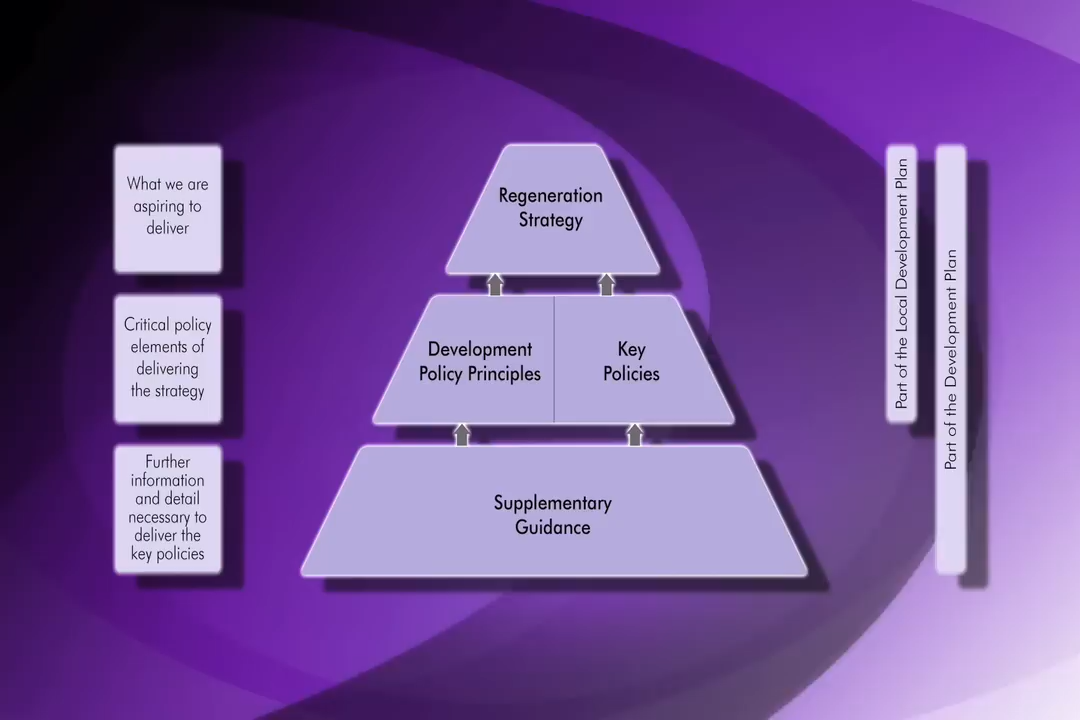 What we are
aspiring to
deliver
Regeneration
Strategy
Critical policy
elements of
delivering
the strategy
Development
Policy Principles
Key
Policies
Further
information
and detail
necessary to
deliver the
key policies
Supplementary
Guidance
Part of the Local Development Plan
Part of the Development Plan